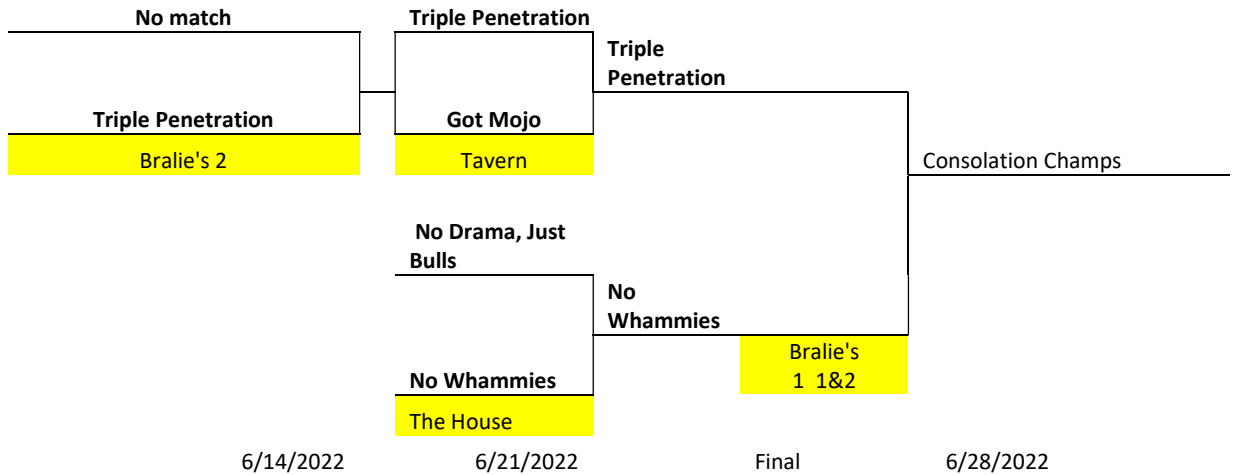 No match
Triple Penetration
Triple
Penetration
Triple Penetration
Got Mojo
Bralie's 2
Tavern
Consolation Champs
No Drama, Just
Bulls
No
Whammies
Bralie's
1 1&2
No Whammies
The House
6/14/2022
6/21/2022
Final
6/28/2022